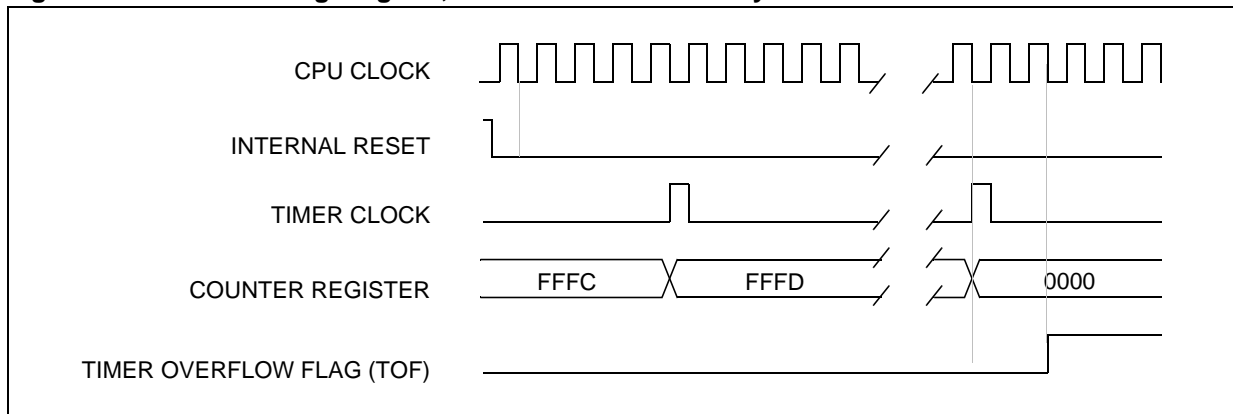 CPU CLOCK
INTERNAL RESET
TIMER CLOCK
COUNTER REGISTER FFFC FFFD 0000
TIMER OVERFLOW FLAG (TOF)